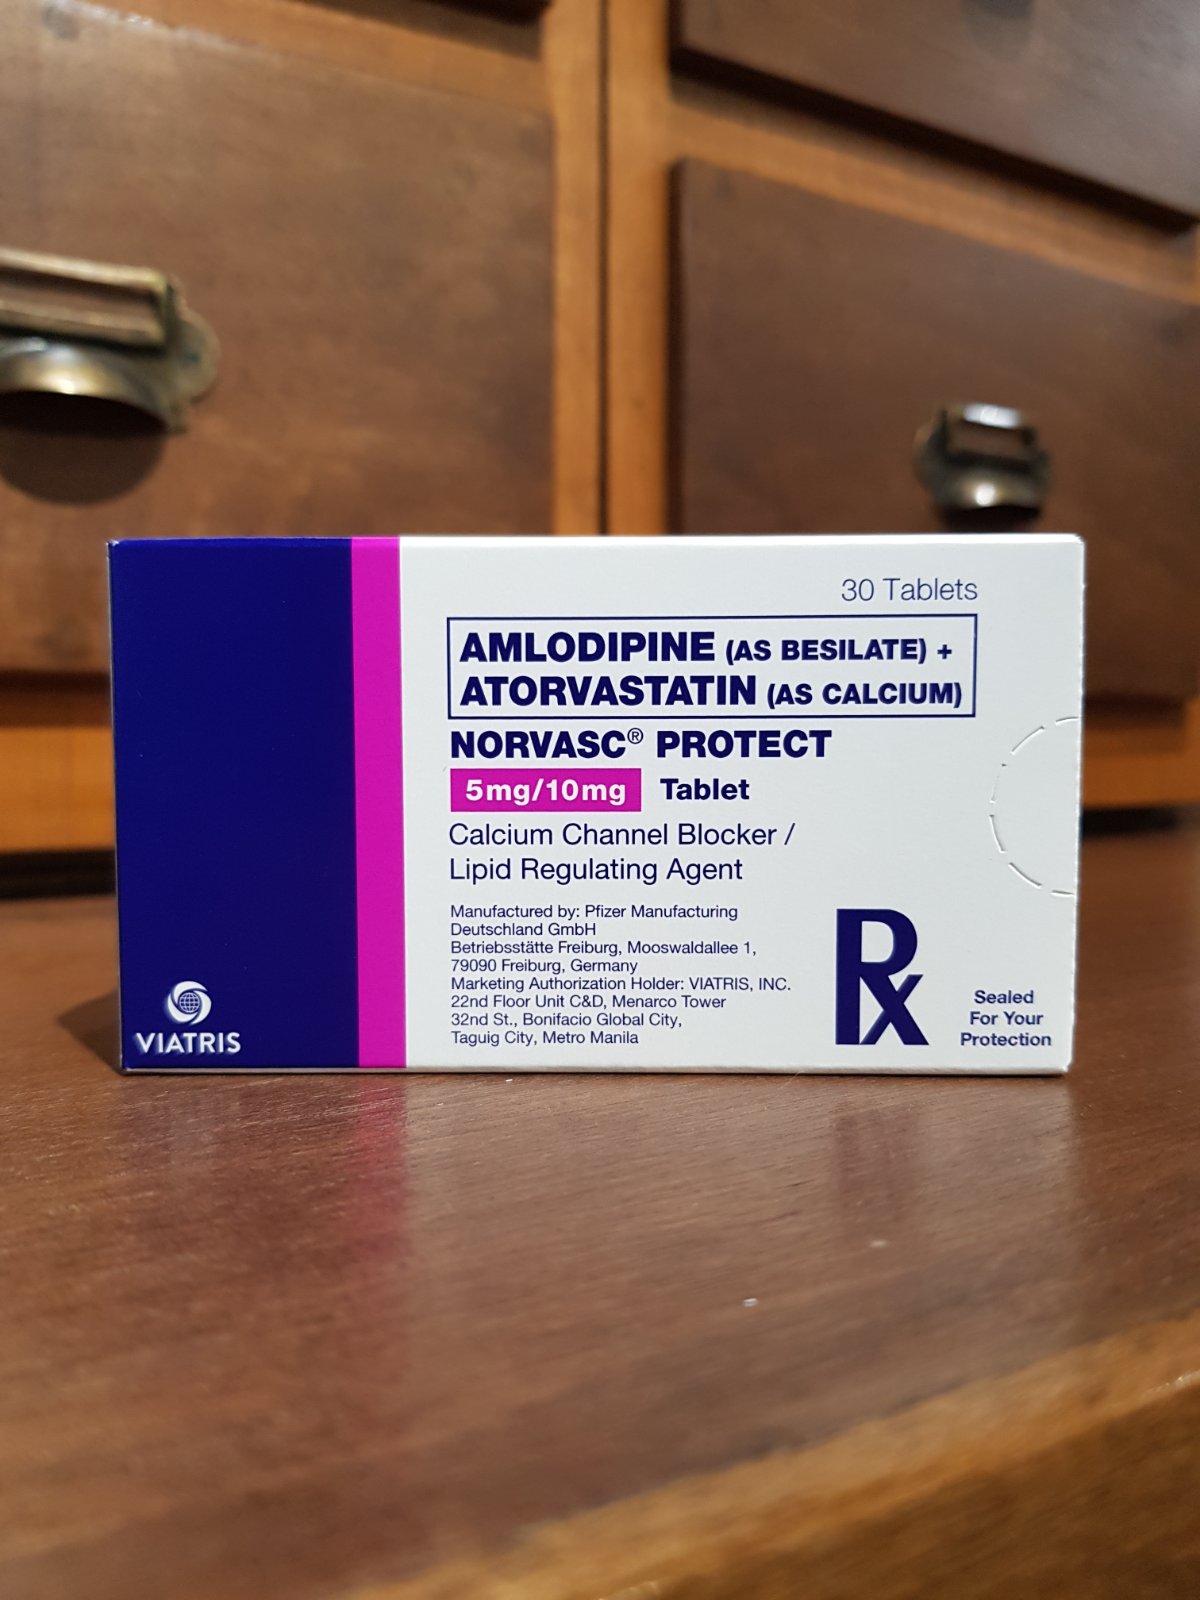 30 Tablets
AMLODIPINE (AS BESILATE) +
ATORVASTATIN (AS CALCIUM)
NORVASC® PROTECT
5mg/10mg Tablet
Calcium Channel Blocker /
Lipid Regulating Agent
Manufactured by: Pfizer Manufacturing
Deutschland GmbH
Betriebsstätte Freiburg, Mooswaldallee 1,
79090 Freiburg, Germany
Marketing Authorization Holder: VIATRIS, INC.
22nd Floor Unit C&D, Menarco Tower
32nd St., Bonifacio Global City,
Taguig City, Metro Manila
Rx
Sealed
For Your
Protection
VIATRIS